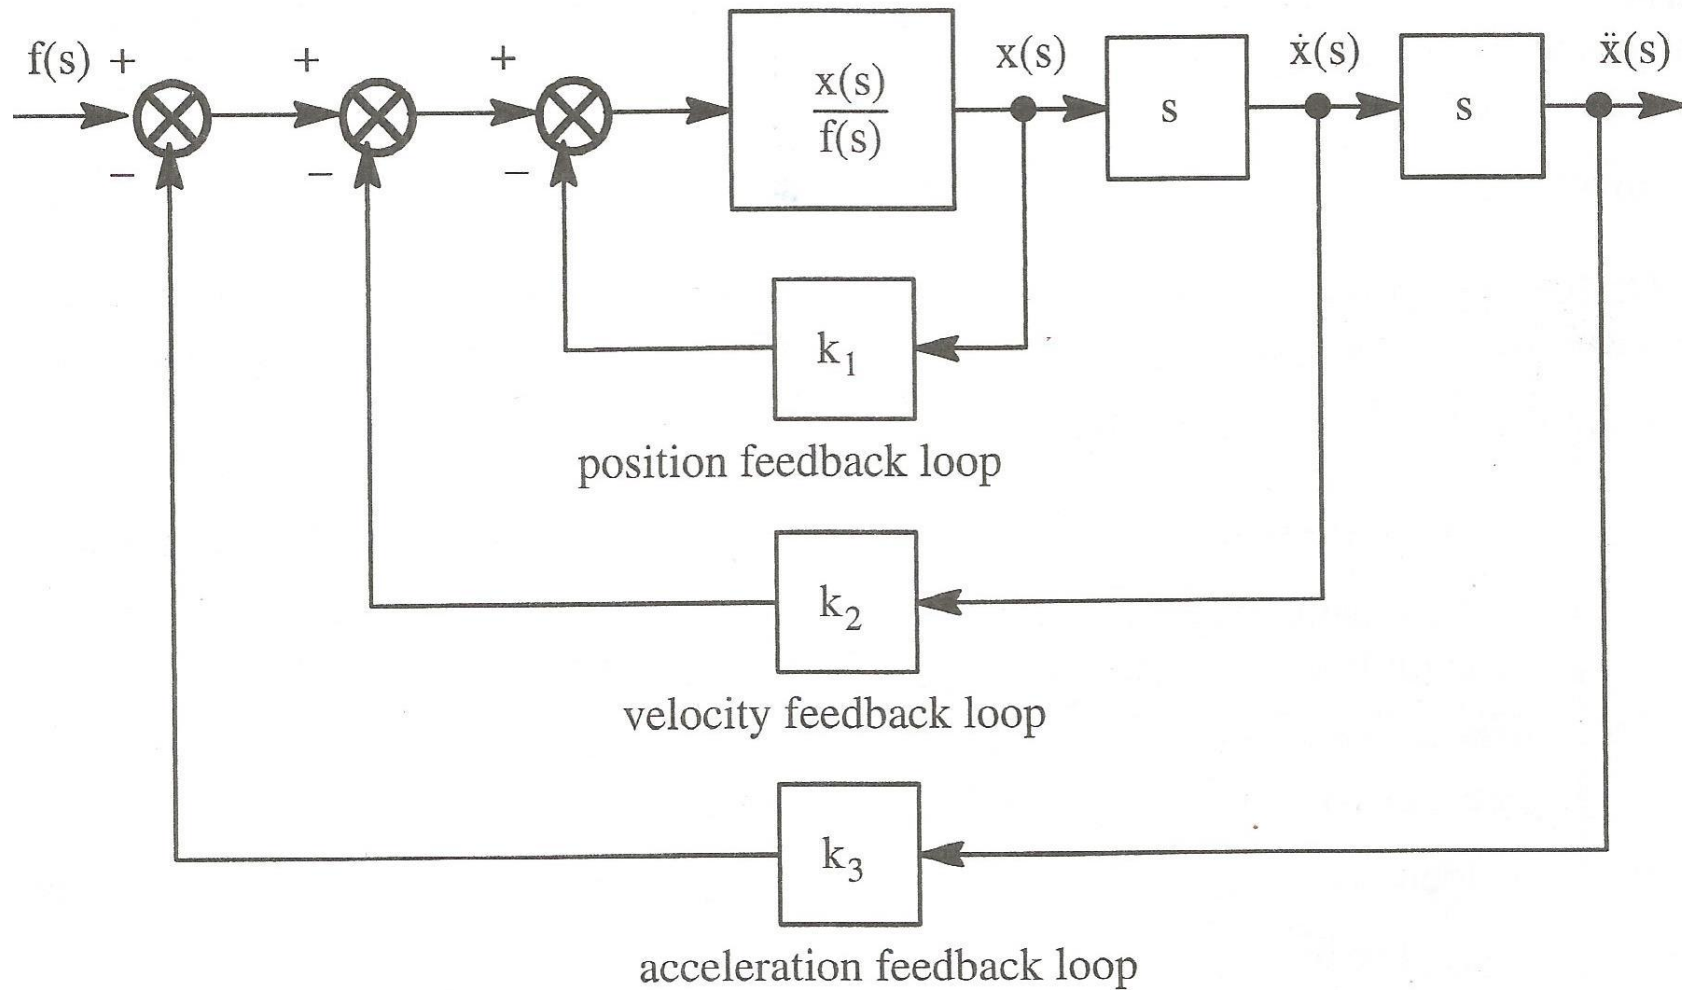 f(s) + + + x(s) ẋ(s) ẍ(s)
x(s)
f(s)
s s
− − −
k₁
position feedback loop
k₂
velocity feedback loop
k₃
acceleration feedback loop